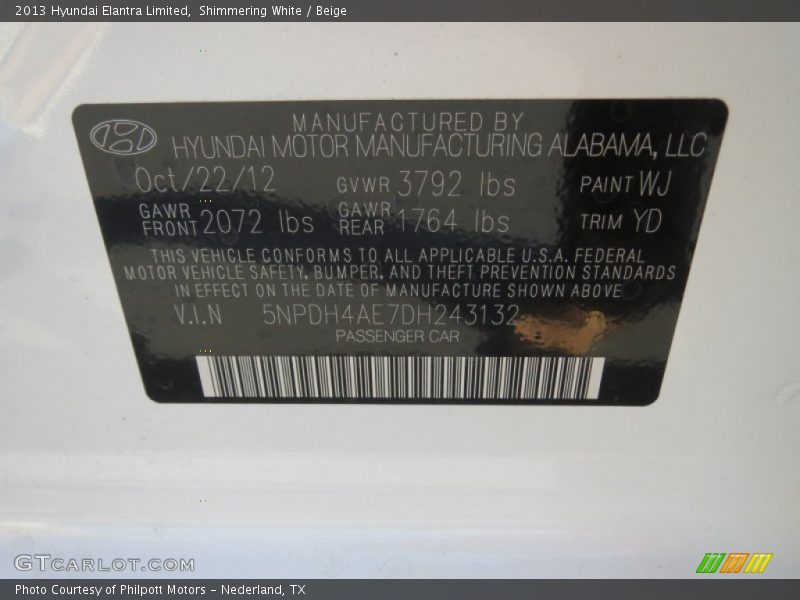 2013 Hyundai Elantra Limited, Shimmering White / Beige
MANUFACTURED BY
HYUNDAI MOTOR MANUFACTURING ALABAMA, LLC
Oct/22/12 GVWR 3792 lbs PAINT WJ
GAWR FRONT 2072 lbs GAWR REAR 1764 lbs TRIM YD
THIS VEHICLE CONFORMS TO ALL APPLICABLE U.S.A. FEDERAL
MOTOR VEHICLE SAFETY, BUMPER, AND THEFT PREVENTION STANDARDS
IN EFFECT ON THE DATE OF MANUFACTURE SHOWN ABOVE
V.I.N 5NPDH4AE7DH243132
PASSENGER CAR
GTCARLOT.COM
Photo Courtesy of Philpott Motors – Nederland, TX